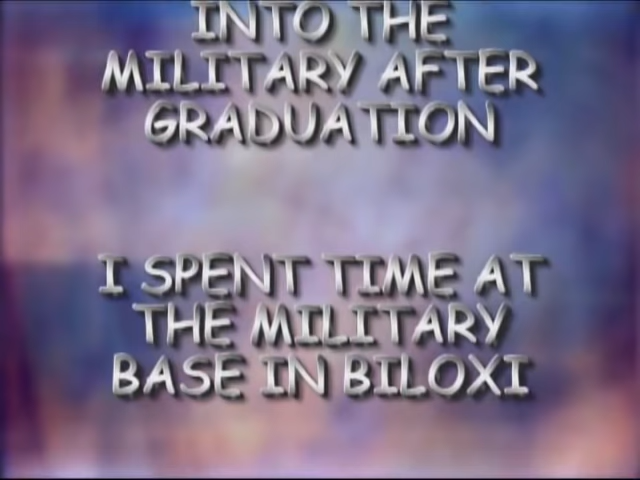 INTO THE
MILITARY AFTER
GRADUATION
I SPENT TIME AT
THE MILITARY
BASE IN BILOXI